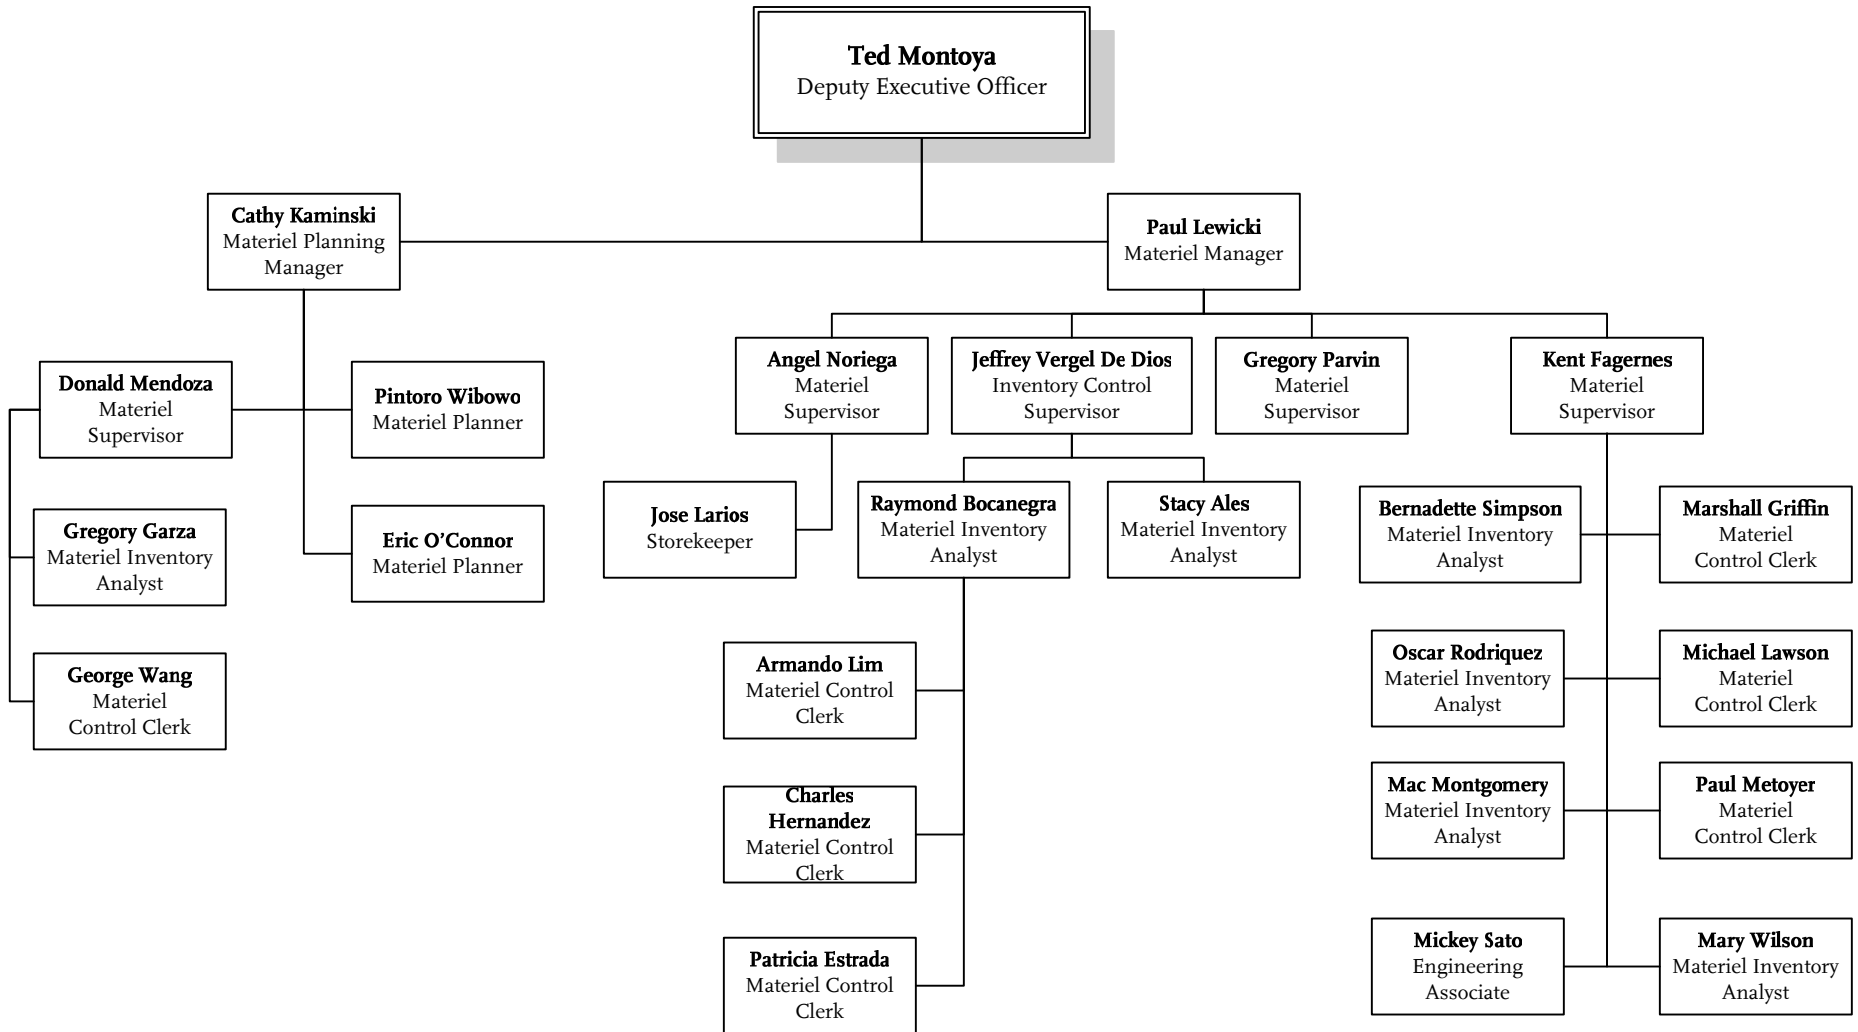 Ted Montoya
Deputy Executive Officer
Cathy Kaminski
Materiel Planning
Manager
Paul Lewicki
Materiel Manager
Donald Mendoza
Materiel
Supervisor
Pintoro Wibowo
Materiel Planner
Angel Noriega
Materiel
Supervisor
Jeffrey Vergel De Dios
Inventory Control
Supervisor
Gregory Parvin
Materiel
Supervisor
Kent Fagernes
Materiel
Supervisor
Gregory Garza
Materiel Inventory
Analyst
Eric O’Connor
Materiel Planner
Jose Larios
Storekeeper
Raymond Bocanegra
Materiel Inventory
Analyst
Stacy Ales
Materiel Inventory
Analyst
Bernadette Simpson
Materiel Inventory
Analyst
Marshall Griffin
Materiel
Control Clerk
George Wang
Materiel
Control Clerk
Armando Lim
Materiel Control
Clerk
Oscar Rodriquez
Materiel Inventory
Analyst
Michael Lawson
Materiel
Control Clerk
Charles
Hernandez
Materiel Control
Clerk
Mac Montgomery
Materiel Inventory
Analyst
Paul Metoyer
Materiel
Control Clerk
Patricia Estrada
Materiel Control
Clerk
Mickey Sato
Engineering
Associate
Mary Wilson
Materiel Inventory
Analyst